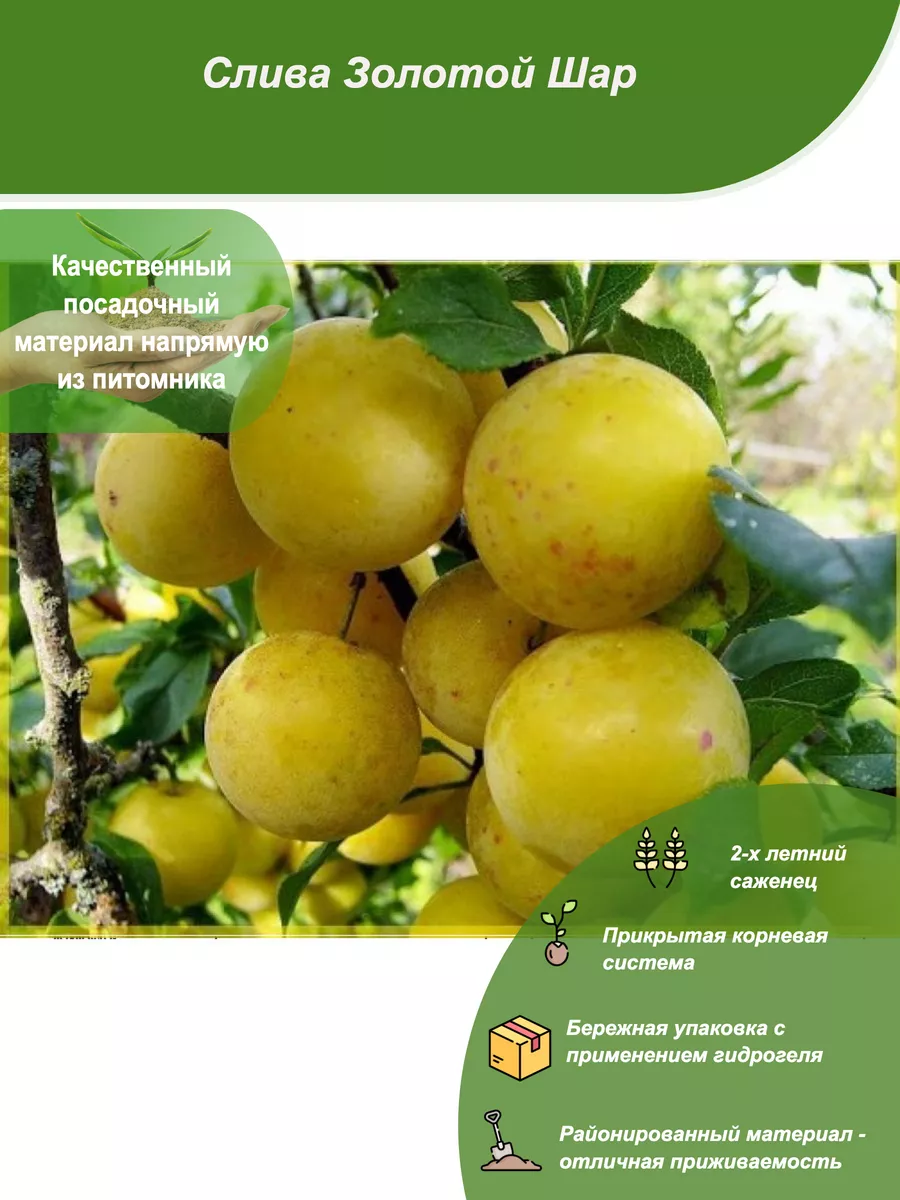 Слива Золотой Шар
Качественный
посадочный
материал напрямую
из питомника
2-х летний
саженец
Прикрытая корневая
система
Бережная упаковка с
применением гидрогеля
Районированный материал -
отличная приживаемость